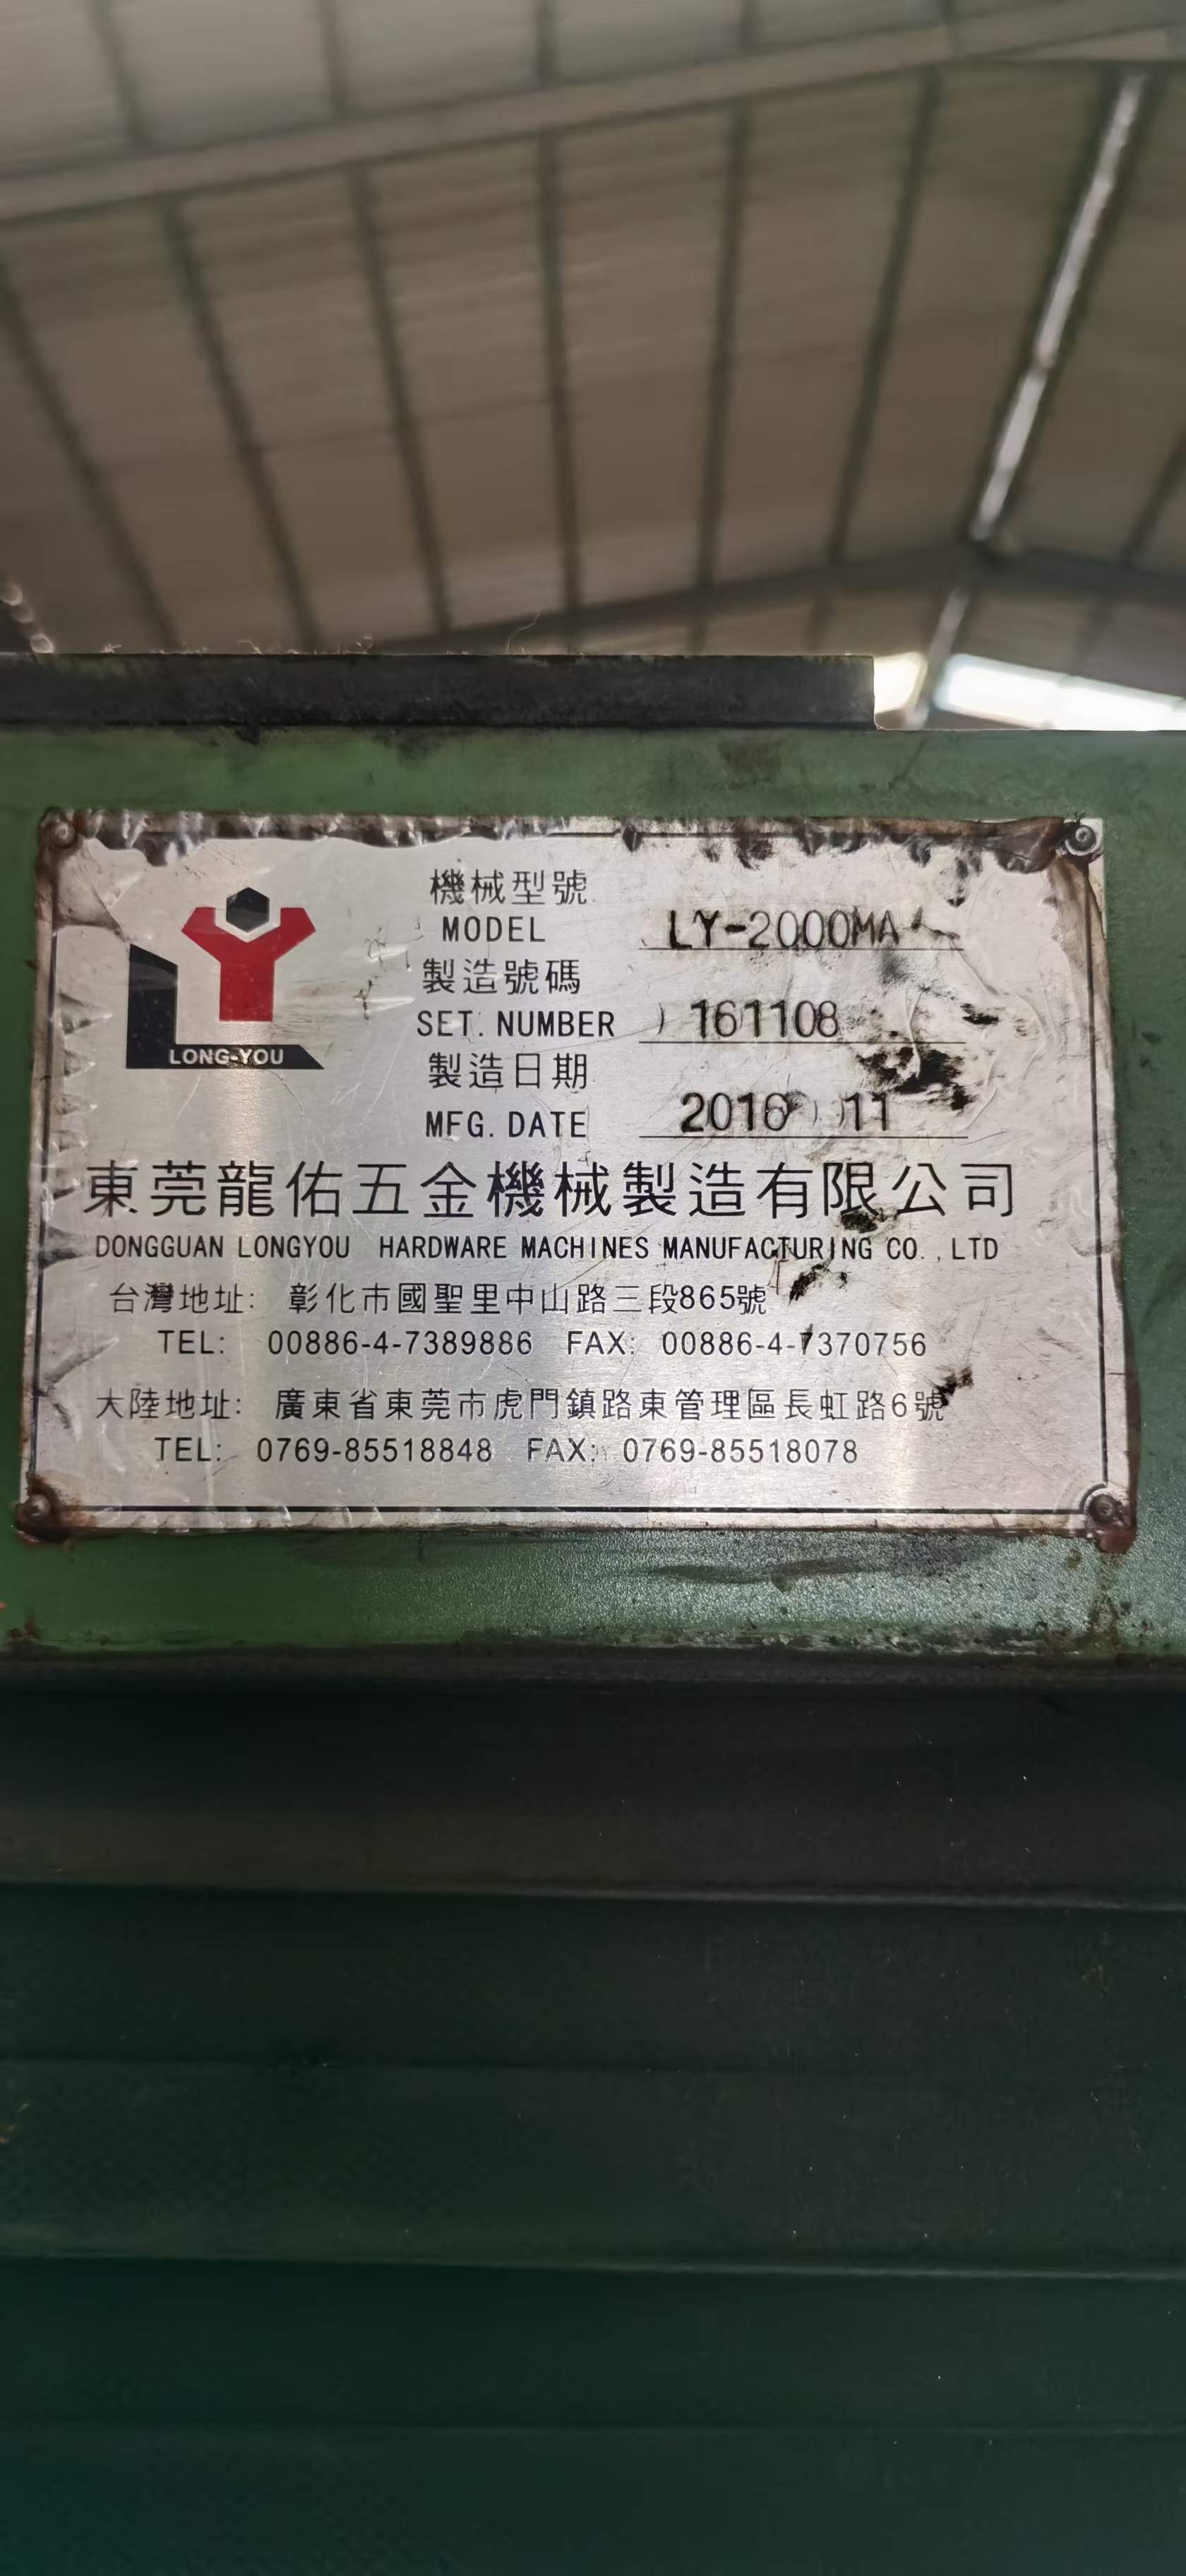 LONG-YOU
機械型號
MODEL LY-2000MA
製造號碼
SET. NUMBER 161108
製造日期
MFG. DATE 2016 11
東莞龍佑五金機械製造有限公司
DONGGUAN LONGYOU HARDWARE MACHINES MANUFACTURING CO.,LTD
台灣地址: 彰化市國聖里中山路三段865號
TEL: 00886-4-7389886 FAX: 00886-4-7370756
大陸地址: 廣東省東莞市虎門鎮路東管理區長虹路6號
TEL: 0769-85518848 FAX: 0769-85518078